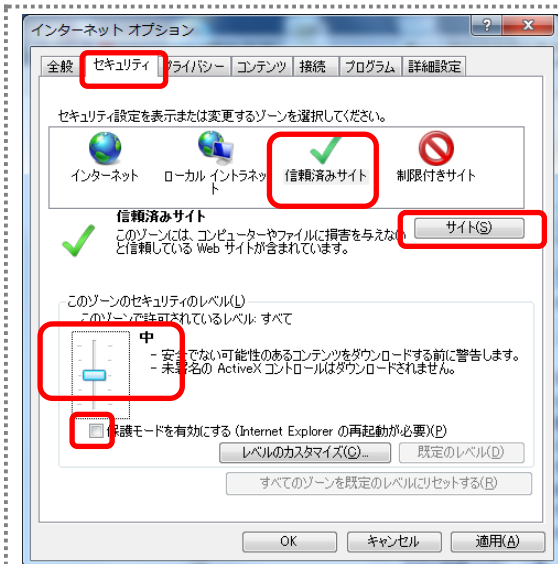 インターネット オプション
全般 セキュリティ プライバシー コンテンツ 接続 プログラム 詳細設定
セキュリティ設定を表示または変更するゾーンを選択してください。
インターネット ローカル イントラネット 信頼済みサイト 制限付きサイト
信頼済みサイト
このゾーンには、コンピューターやファイルに損害を与えない
と信頼している Web サイトが含まれています。
サイト(S)
このゾーンのセキュリティのレベル(L)
このゾーンで許可されているレベル: すべて
中
- 安全でない可能性のあるコンテンツをダウンロードする前に警告します。
- 未署名の ActiveX コントロールはダウンロードされません。
保護モードを有効にする (Internet Explorer の再起動が必要)(P)
レベルのカスタマイズ(C)... 既定のレベル(D)
すべてのゾーンを既定のレベルにリセットする(R)
OK キャンセル 適用(A)